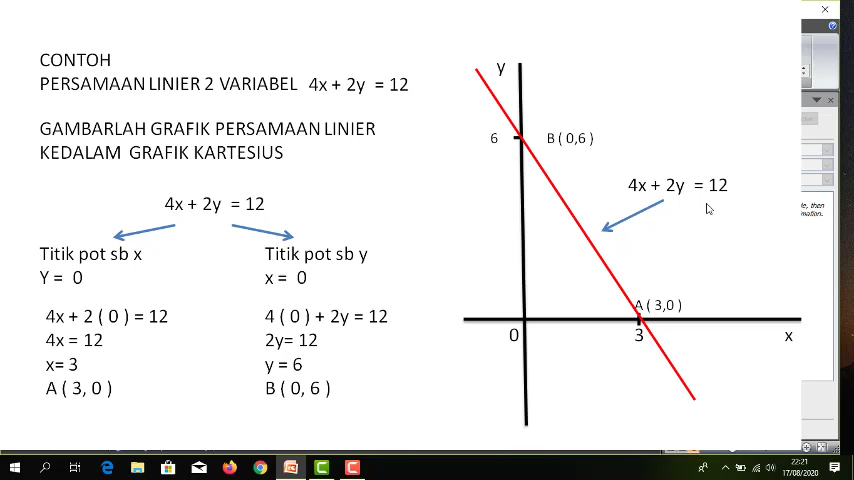 CONTOH
PERSAMAAN LINIER 2 VARIABEL 4x + 2y = 12
GAMBARLAH GRAFIK PERSAMAAN LINIER
KEDALAM GRAFIK KARTESIUS
4x + 2y = 12
Titik pot sb x
Y = 0
4x + 2 ( 0 ) = 12
4x = 12
x= 3
A ( 3, 0 )
Titik pot sb y
x = 0
4 ( 0 ) + 2y = 12
2y= 12
y = 6
B ( 0, 6 )
y
6
B ( 0,6 )
4x + 2y = 12
A ( 3,0 )
0
3
x
le, then
imation.
22:21
17/08/2020